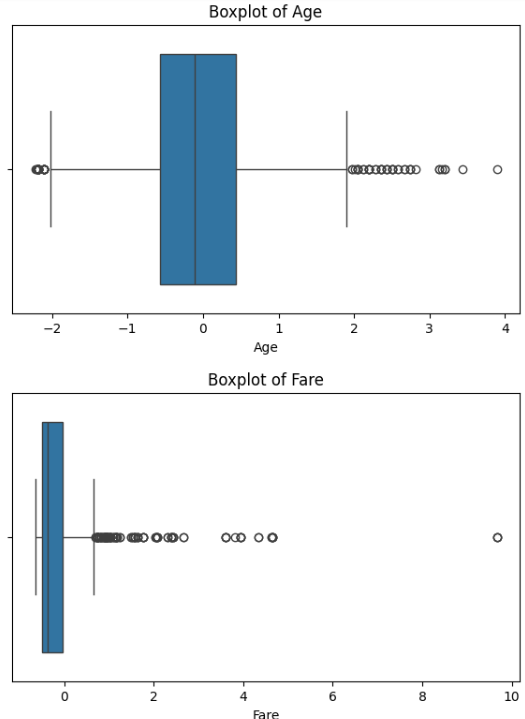 Boxplot of Age
−2 −1 0 1 2 3 4
Age
Boxplot of Fare
0 2 4 6 8 10
Fare